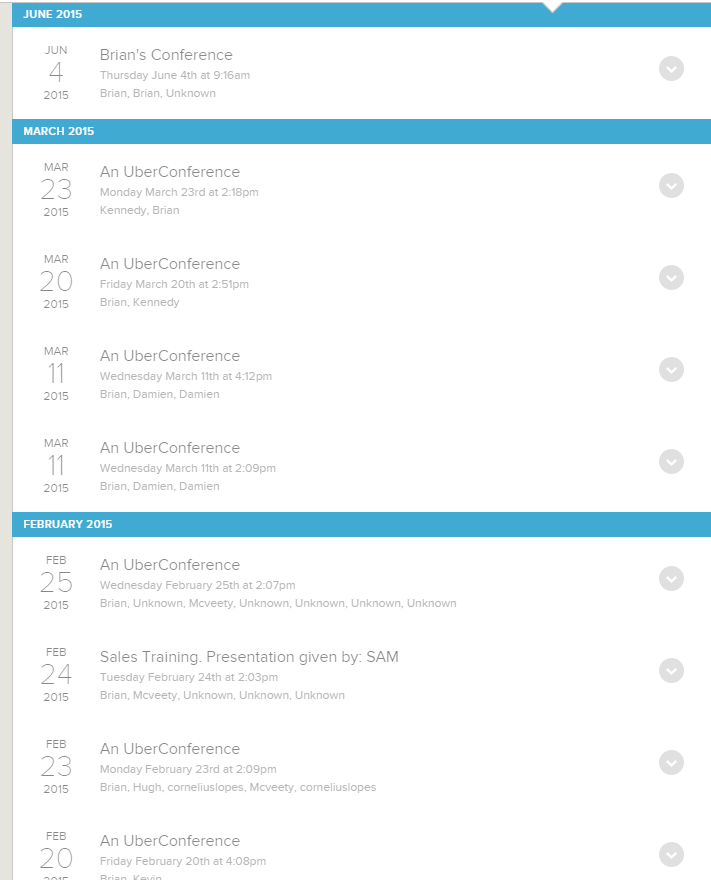 JUNE 2015
JUN
4
2015
Brian's Conference
Thursday June 4th at 9:16am
Brian, Brian, Unknown
MARCH 2015
MAR
23
2015
An UberConference
Monday March 23rd at 2:18pm
Kennedy, Brian
MAR
20
2015
An UberConference
Friday March 20th at 2:51pm
Brian, Kennedy
MAR
11
2015
An UberConference
Wednesday March 11th at 4:12pm
Brian, Damien, Damien
MAR
11
2015
An UberConference
Wednesday March 11th at 2:09pm
Brian, Damien, Damien
FEBRUARY 2015
FEB
25
2015
An UberConference
Wednesday February 25th at 2:07pm
Brian, Unknown, Mcveety, Unknown, Unknown, Unknown, Unknown
FEB
24
2015
Sales Training. Presentation given by: SAM
Tuesday February 24th at 2:03pm
Brian, Mcveety, Unknown, Unknown, Unknown
FEB
23
2015
An UberConference
Monday February 23rd at 2:09pm
Brian, Hugh, corneliuslopes, Mcveety, corneliuslopes
FEB
20
2015
An UberConference
Friday February 20th at 4:08pm
Brian, Kevin